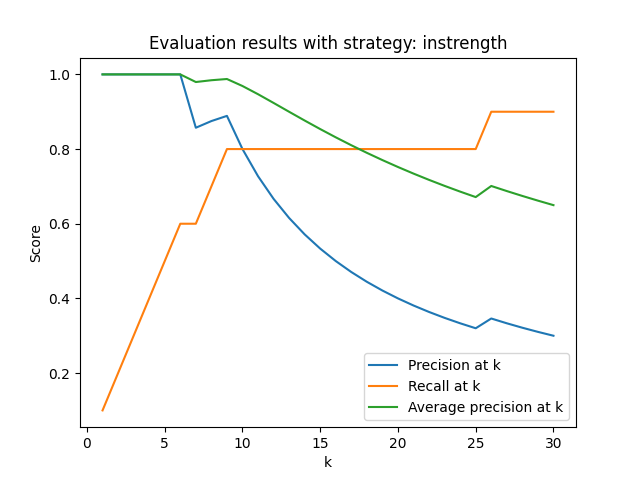 Evaluation results with strategy: instrength
1.0
0.8
0.6
0.4
0.2
Score
0
5
10
15
20
25
30
k
Precision at k
Recall at k
Average precision at k